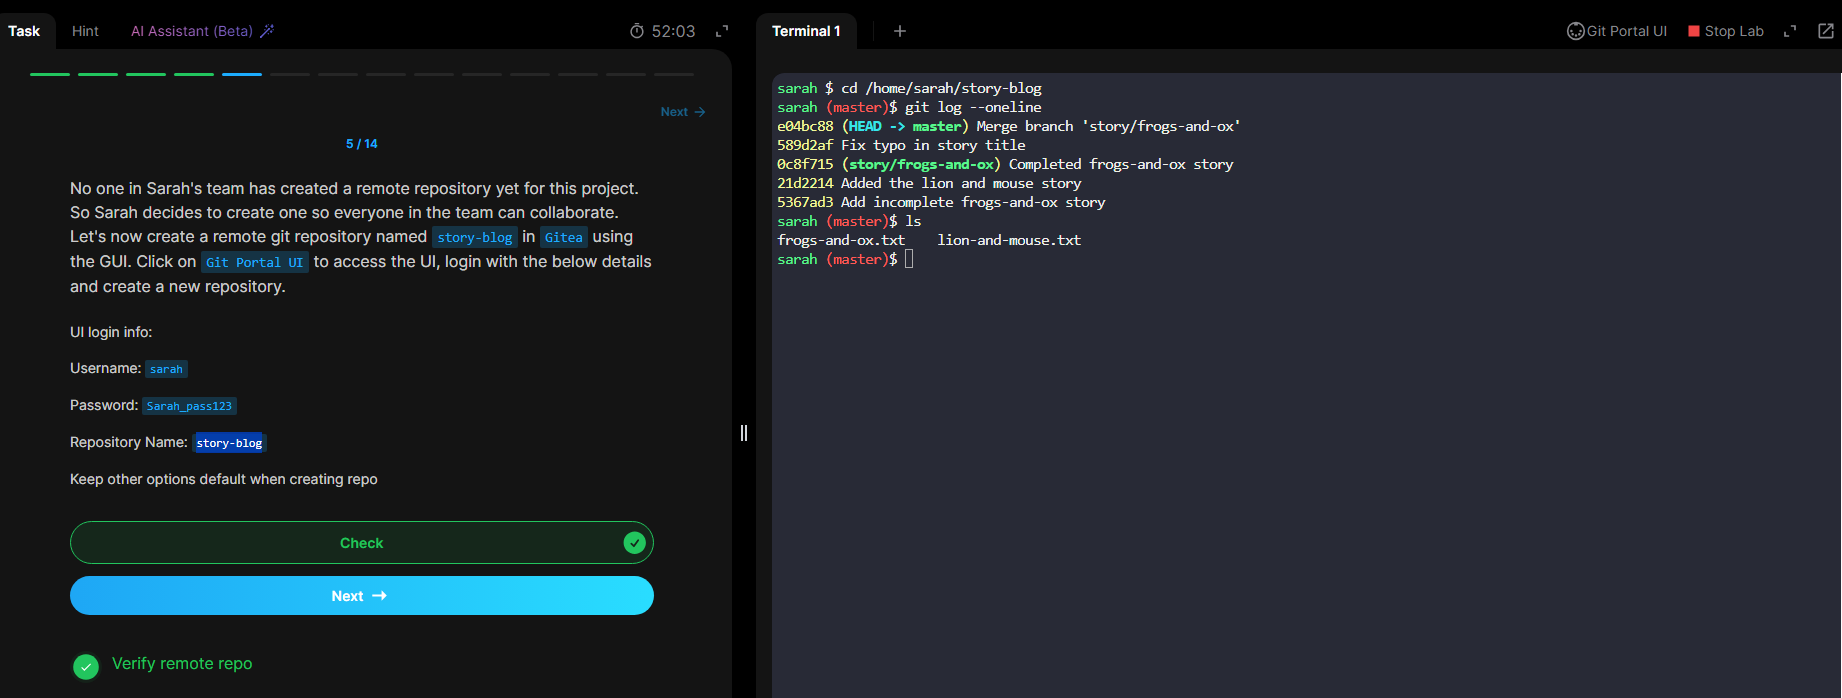 Task Hint AI Assistant (Beta) 52:03
Next →
5 / 14
No one in Sarah's team has created a remote repository yet for this project.
So Sarah decides to create one so everyone in the team can collaborate.
Let's now create a remote git repository named story-blog in Gitea using
the GUI. Click on Git Portal UI to access the UI, login with the below details
and create a new repository.
UI login info:
Username: sarah
Password: Sarah_pass123
Repository Name: story-blog
Keep other options default when creating repo
Check
Next →
Verify remote repo
Terminal 1 + Git Portal UI Stop Lab
sarah $ cd /home/sarah/story-blog
sarah (master)$ git log --oneline
e04bc88 (HEAD -> master) Merge branch 'story/frogs-and-ox'
589d2af Fix typo in story title
0c8f715 (story/frogs-and-ox) Completed frogs-and-ox story
21d2214 Added the lion and mouse story
5367ad3 Add incomplete frogs-and-ox story
sarah (master)$ ls
frogs-and-ox.txt    lion-and-mouse.txt
sarah (master)$